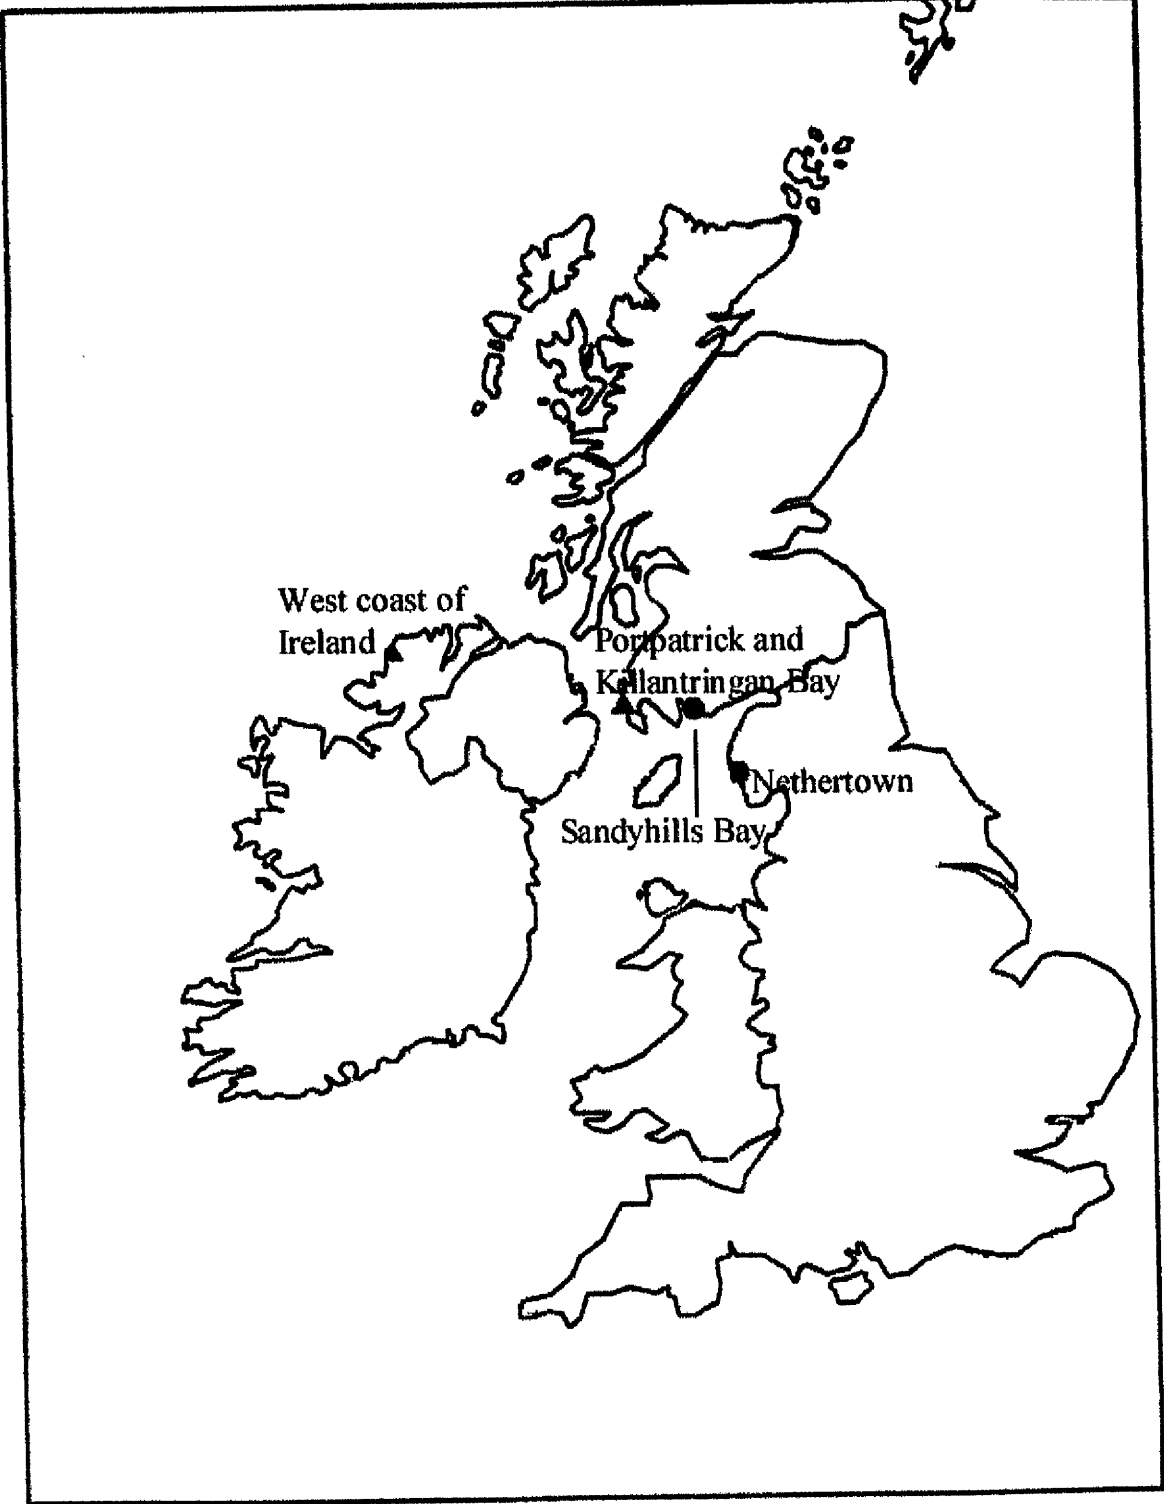 West coast of
Ireland
Portpatrick and
Killantringan Bay
Nethertown
Sandyhills Bay